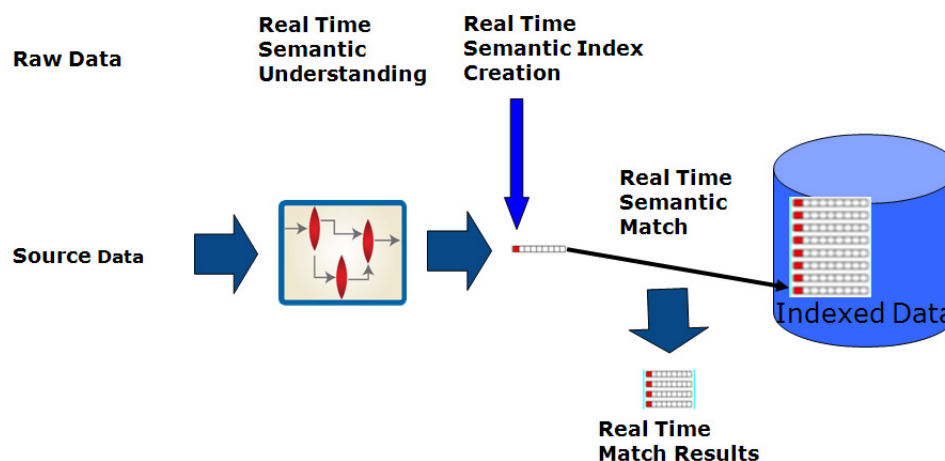 Raw Data
Real Time
Semantic
Understanding
Real Time
Semantic Index
Creation
Source Data
Real Time
Semantic
Match
Indexed Data
Real Time
Match Results